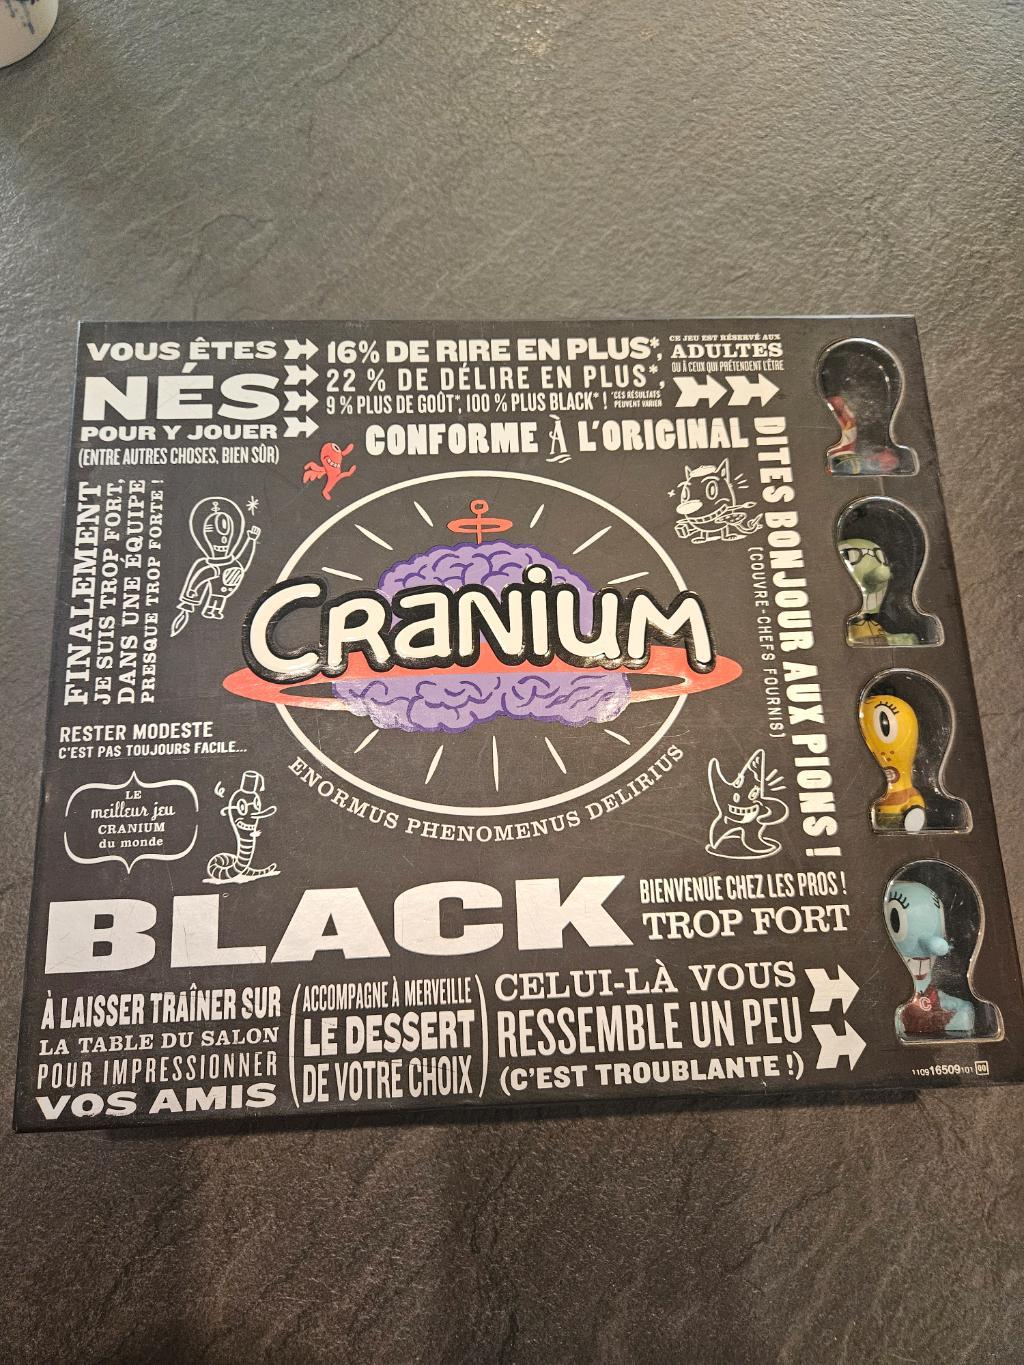 VOUS ÊTES
NÉS
POUR Y JOUER
(ENTRE AUTRES CHOSES, BIEN SÛR)
16% DE RIRE EN PLUS*,
22 % DE DÉLIRE EN PLUS*,
9 % PLUS DE GOÛT*, 100 % PLUS BLACK* !
*CES RÉSULTATS
PEUVENT VARIER
CE JEU EST RÉSERVÉ AUX
ADULTES
OU À CEUX QUI PRÉTENDENT L'ÊTRE
CONFORME À L'ORIGINAL
FINALEMENT
JE SUIS TROP FORT,
DANS UNE ÉQUIPE
PRESQUE TROP FORTE !
DITES BONJOUR AUX PIONS !
(COUVRE-CHEFS FOURNIS)
CRANIUM
ENORMUS PHENOMENUS DELIRIUS
RESTER MODESTE
C'EST PAS TOUJOURS FACILE...
LE
meilleur jeu
CRANIUM
du monde
BLACK
BIENVENUE CHEZ LES PROS !
TROP FORT
À LAISSER TRAÎNER SUR
LA TABLE DU SALON
POUR IMPRESSIONNER
VOS AMIS
(ACCOMPAGNE À MERVEILLE
LE DESSERT
DE VOTRE CHOIX)
CELUI-LÀ VOUS
RESSEMBLE UN PEU
(C'EST TROUBLANTE !)
110916509101 00